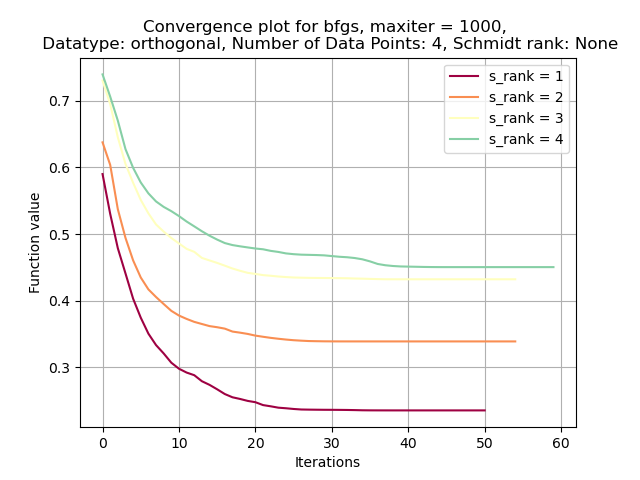 Convergence plot for bfgs, maxiter = 1000,
Datatype: orthogonal, Number of Data Points: 4, Schmidt rank: None
s_rank = 1
s_rank = 2
s_rank = 3
s_rank = 4
Function value
0.7
0.6
0.5
0.4
0.3
0 10 20 30 40 50 60
Iterations